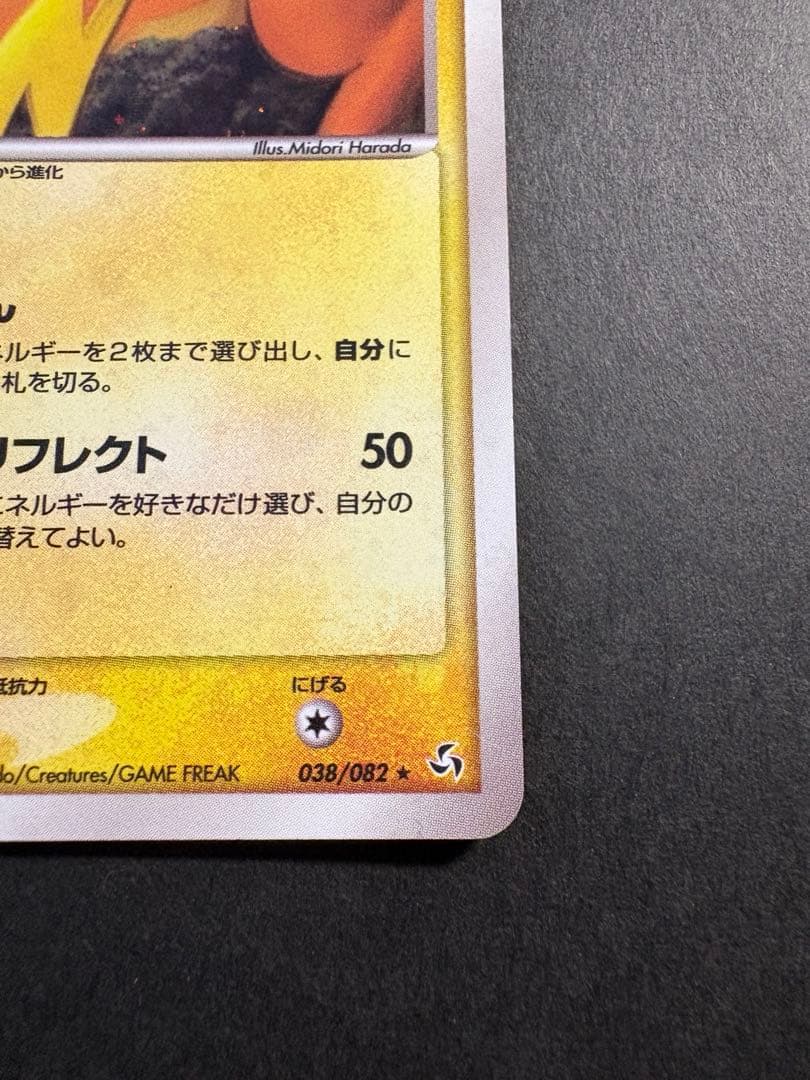 Illus.Midori Harada
から進化
ル
ネルギーを2枚まで選び出し、自分に
札を切る。
リフレクト 50
エネルギーを好きなだけ選び、自分の
替えてよい。
抵抗力 にげる
do/Creatures/GAME FREAK 038/082 ★